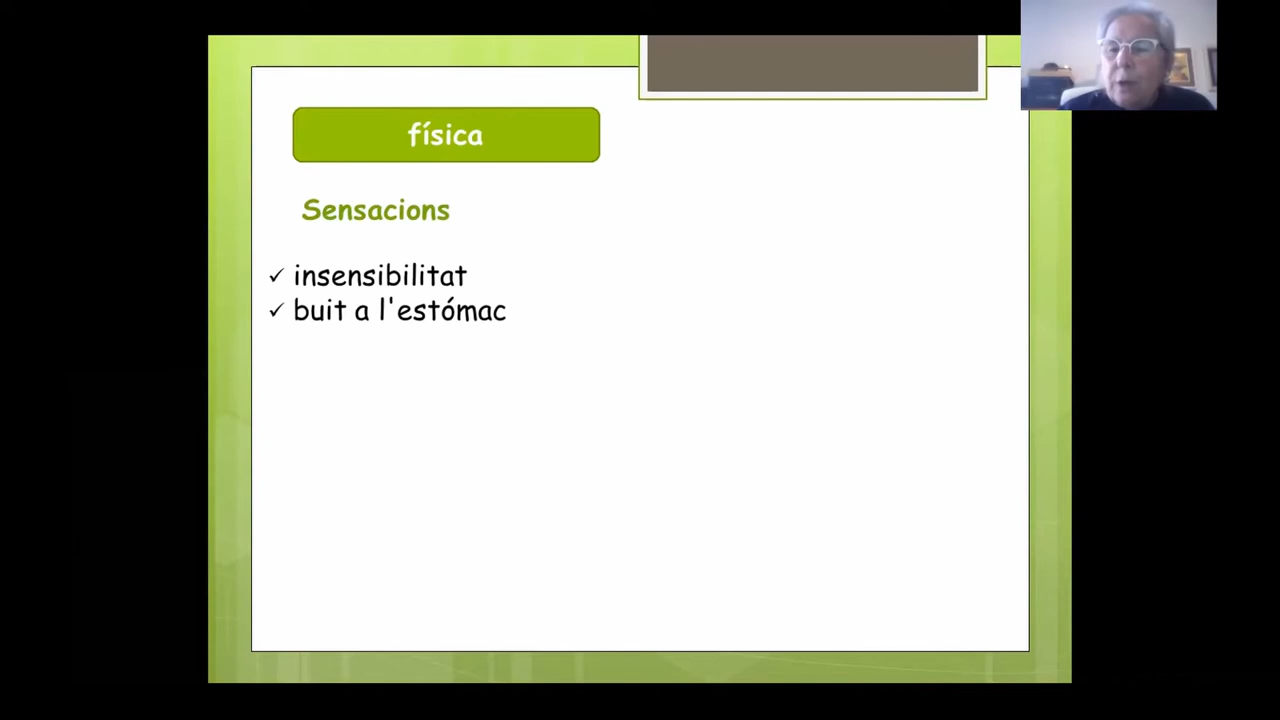 física
Sensacions
✓ insensibilitat
✓ buit a l'estómac